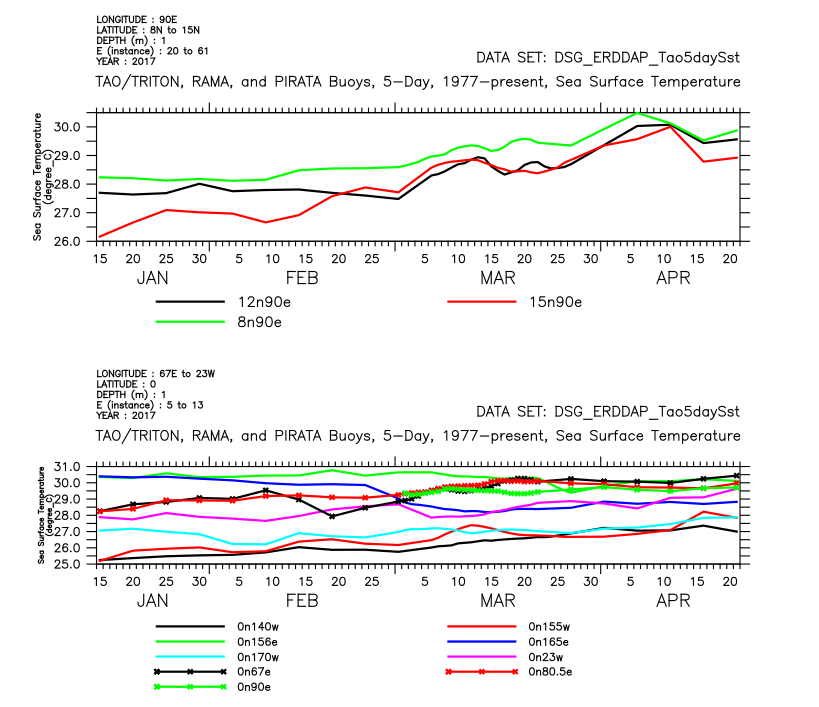 LONGITUDE : 90E
LATITUDE : 8N to 15N
DEPTH (m) : 1
E (instance) : 20 to 61
YEAR : 2017
DATA SET: DSG_ERDDAP_Tao5daySst
TAO/TRITON, RAMA, and PIRATA Buoys, 5-Day, 1977-present, Sea Surface Temperature
Sea Surface Temperature
(degree_C)
30.0
29.0
28.0
27.0
26.0
15 20 25 30 5 10 15 20 25 5 10 15 20 25 30 5 10 15 20
JAN FEB MAR APR
12n90e 15n90e
8n90e
LONGITUDE : 67E to 23W
LATITUDE : 0
DEPTH (m) : 1
E (instance) : 5 to 13
YEAR : 2017
DATA SET: DSG_ERDDAP_Tao5daySst
TAO/TRITON, RAMA, and PIRATA Buoys, 5-Day, 1977-present, Sea Surface Temperature
Sea Surface Temperature
(degree_C)
31.0
30.0
29.0
28.0
27.0
26.0
25.0
15 20 25 30 5 10 15 20 25 5 10 15 20 25 30 5 10 15 20
JAN FEB MAR APR
0n140w 0n155w
0n156e 0n165e
0n170w 0n23w
0n67e 0n80.5e
0n90e